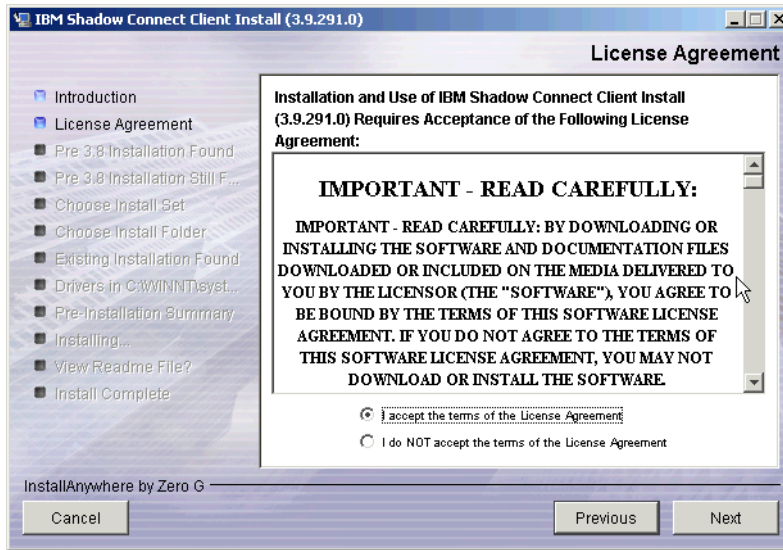 IBM Shadow Connect Client Install (3.9.291.0)
License Agreement
Introduction
License Agreement
Pre 3.8 Installation Found
Pre 3.8 Installation Still F...
Choose Install Set
Choose Install Folder
Existing Installation Found
Drivers in C:\WINNT\syst...
Pre-Installation Summary
Installing...
View Readme File?
Install Complete
Installation and Use of IBM Shadow Connect Client Install
(3.9.291.0) Requires Acceptance of the Following License
Agreement:
IMPORTANT - READ CAREFULLY:
IMPORTANT - READ CAREFULLY: BY DOWNLOADING OR
INSTALLING THE SOFTWARE AND DOCUMENTATION FILES
DOWNLOADED OR INCLUDED ON THE MEDIA DELIVERED TO
YOU BY THE LICENSOR (THE "SOFTWARE"), YOU AGREE TO
BE BOUND BY THE TERMS OF THIS SOFTWARE LICENSE
AGREEMENT. IF YOU DO NOT AGREE TO THE TERMS OF
THIS SOFTWARE LICENSE AGREEMENT, YOU MAY NOT
DOWNLOAD OR INSTALL THE SOFTWARE.
I accept the terms of the License Agreement
I do NOT accept the terms of the License Agreement
InstallAnywhere by Zero G
Cancel
Previous
Next